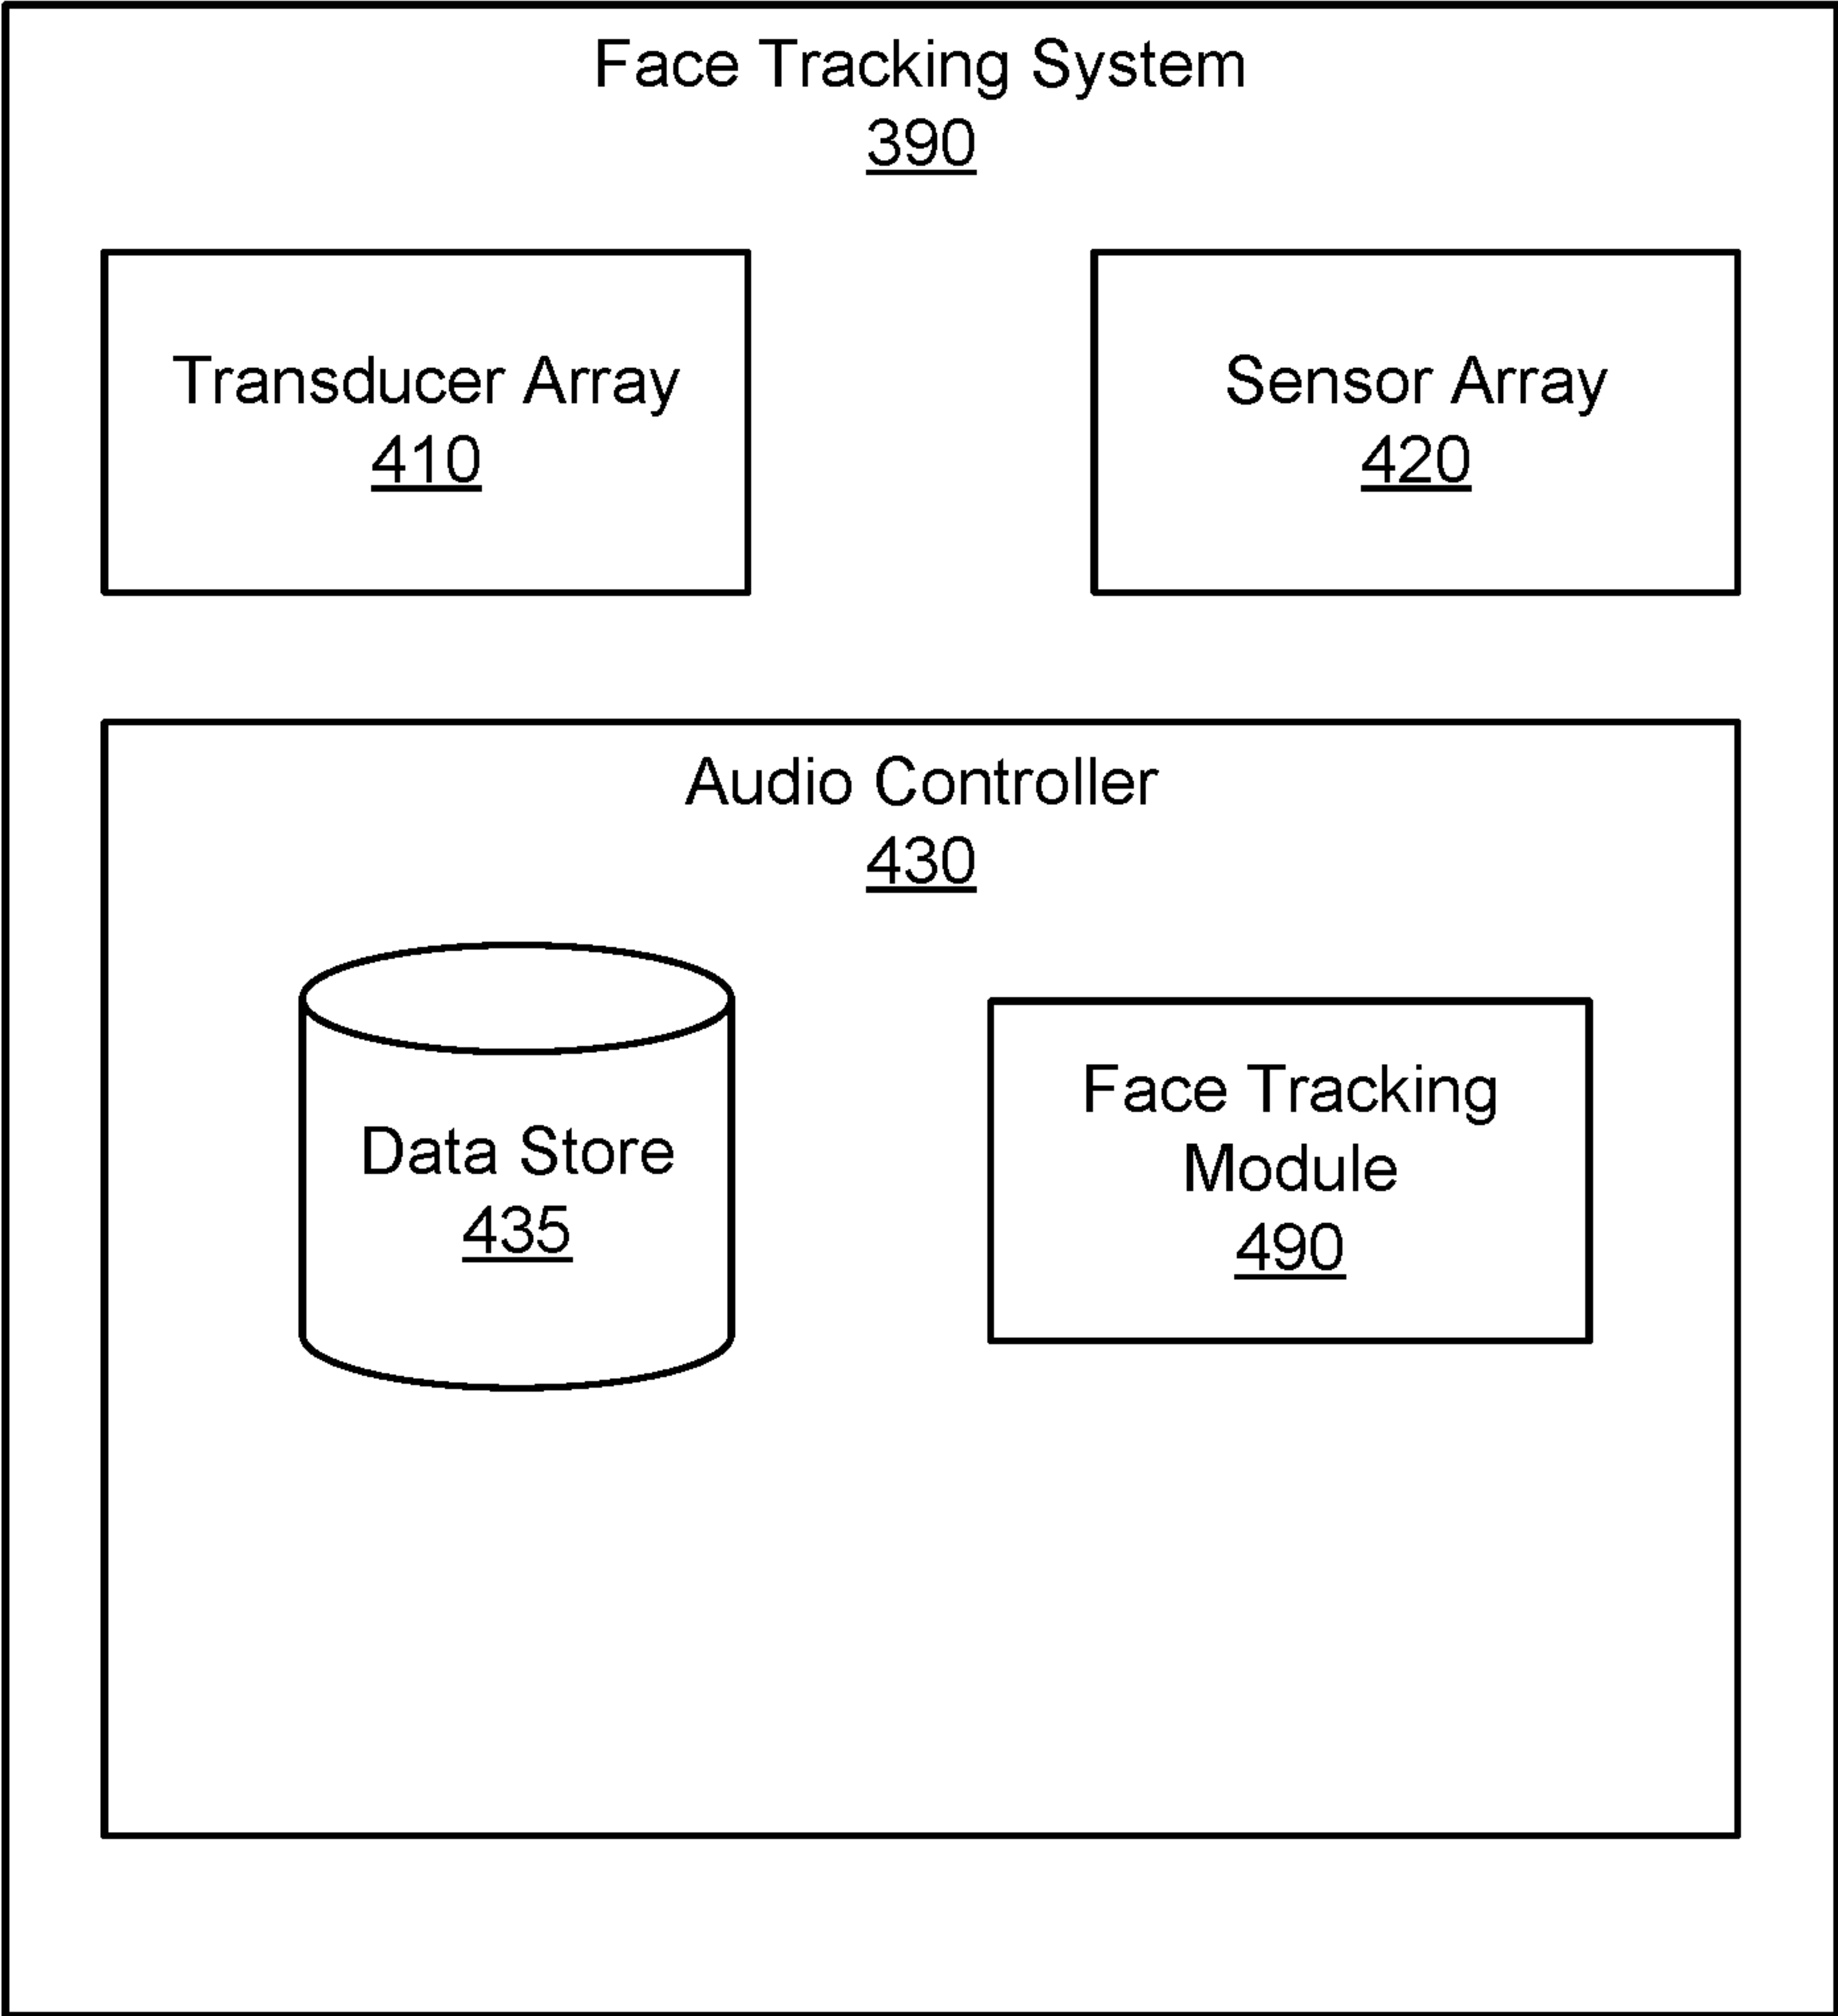 Face Tracking System
390
Transducer Array
410
Sensor Array
420
Audio Controller
430
Data Store
435
Face Tracking
Module
490